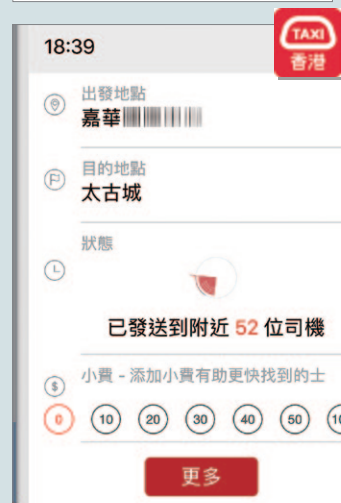 18:39
TAXI
香港
出發地點
嘉華
目的地點
太古城
狀態
已發送到附近 52 位司機
小費 - 添加小費有助更快找到的士
0 10 20 30 40 50
更多